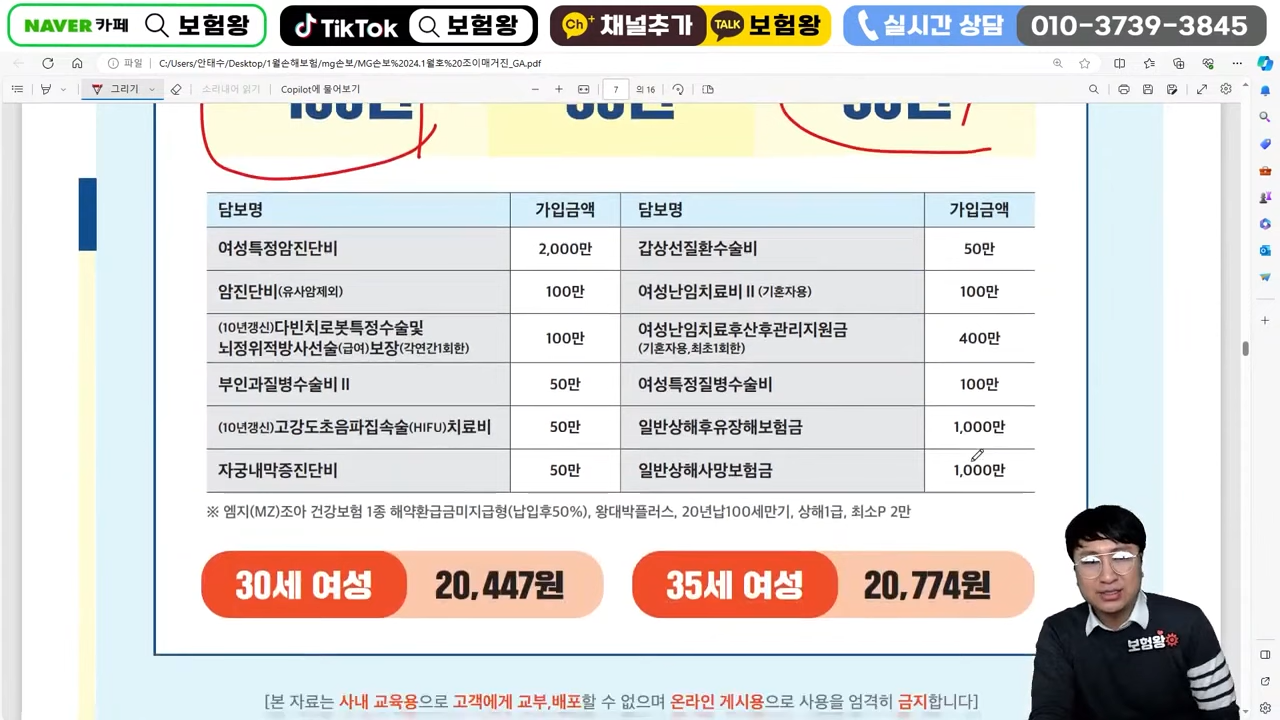 NAVER 카페 보험왕
TikTok 보험왕
Ch+ 채널추가 TALK 보험왕
실시간 상담 010-3739-3845
파일 C:/Users/안태수/Desktop/1월손해보험/mg손보/MG손보%2024.1월호%20조이매거진_GA.pdf
그리기 소리내어 읽기 Copilot에 물어보기 7 의 16
담보명 가입금액 담보명 가입금액
여성특정암진단비 2,000만 갑상선질환수술비 50만
암진단비(유사암제외) 100만 여성난임치료비Ⅱ(기혼자용) 100만
(10년갱신)다빈치로봇특정수술및
뇌정위적방사선술(급여)보장(각연간1회한) 100만
여성난임치료후산후관리지원금
(기혼자용,최초1회한) 400만
부인과질병수술비Ⅱ 50만 여성특정질병수술비 100만
(10년갱신)고강도초음파집속술(HIFU)치료비 50만 일반상해후유장해보험금 1,000만
자궁내막증진단비 50만 일반상해사망보험금 1,000만
※ 엠지(MZ)조아 건강보험 1종 해약환급금미지급형(납입후50%), 왕대박플러스, 20년납100세만기, 상해1급, 최소P 2만
30세 여성 20,447원 35세 여성 20,774원
보험왕
[본 자료는 사내 교육용으로 고객에게 교부,배포할 수 없으며 온라인 게시용으로 사용을 엄격히 금지합니다]